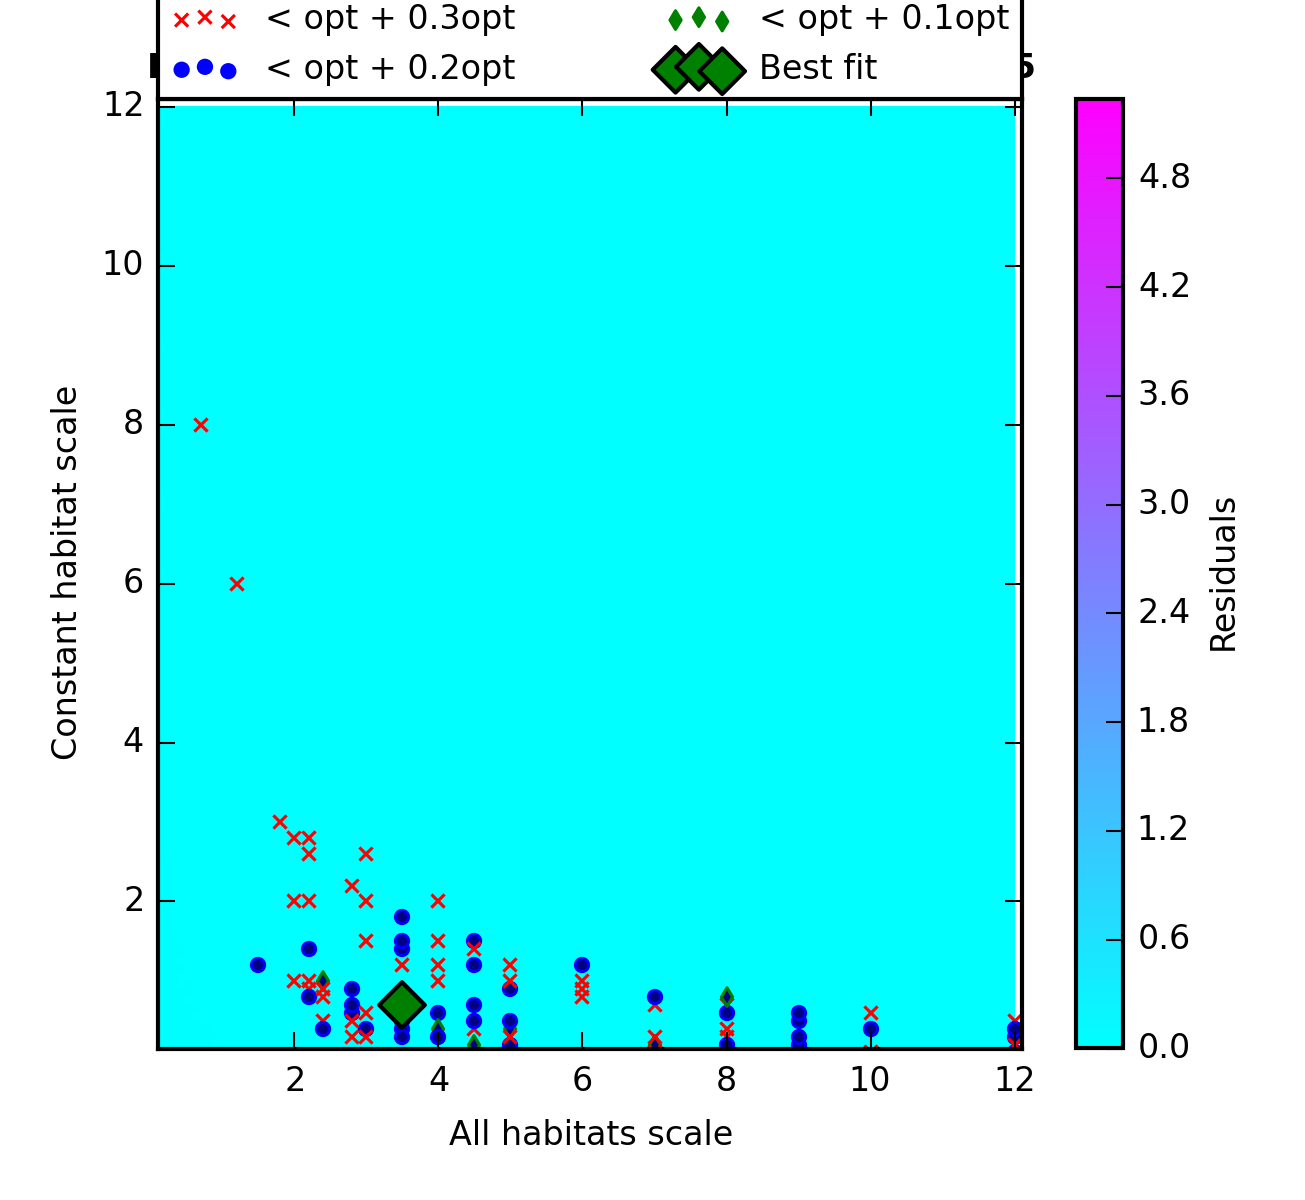 < opt + 0.3opt < opt + 0.1opt
< opt + 0.2opt Best fit
12
10
8
6
4
2
Constant habitat scale
2 4 6 8 10 12
All habitats scale
4.8
4.2
3.6
3.0
2.4
1.8
1.2
0.6
0.0
Residuals